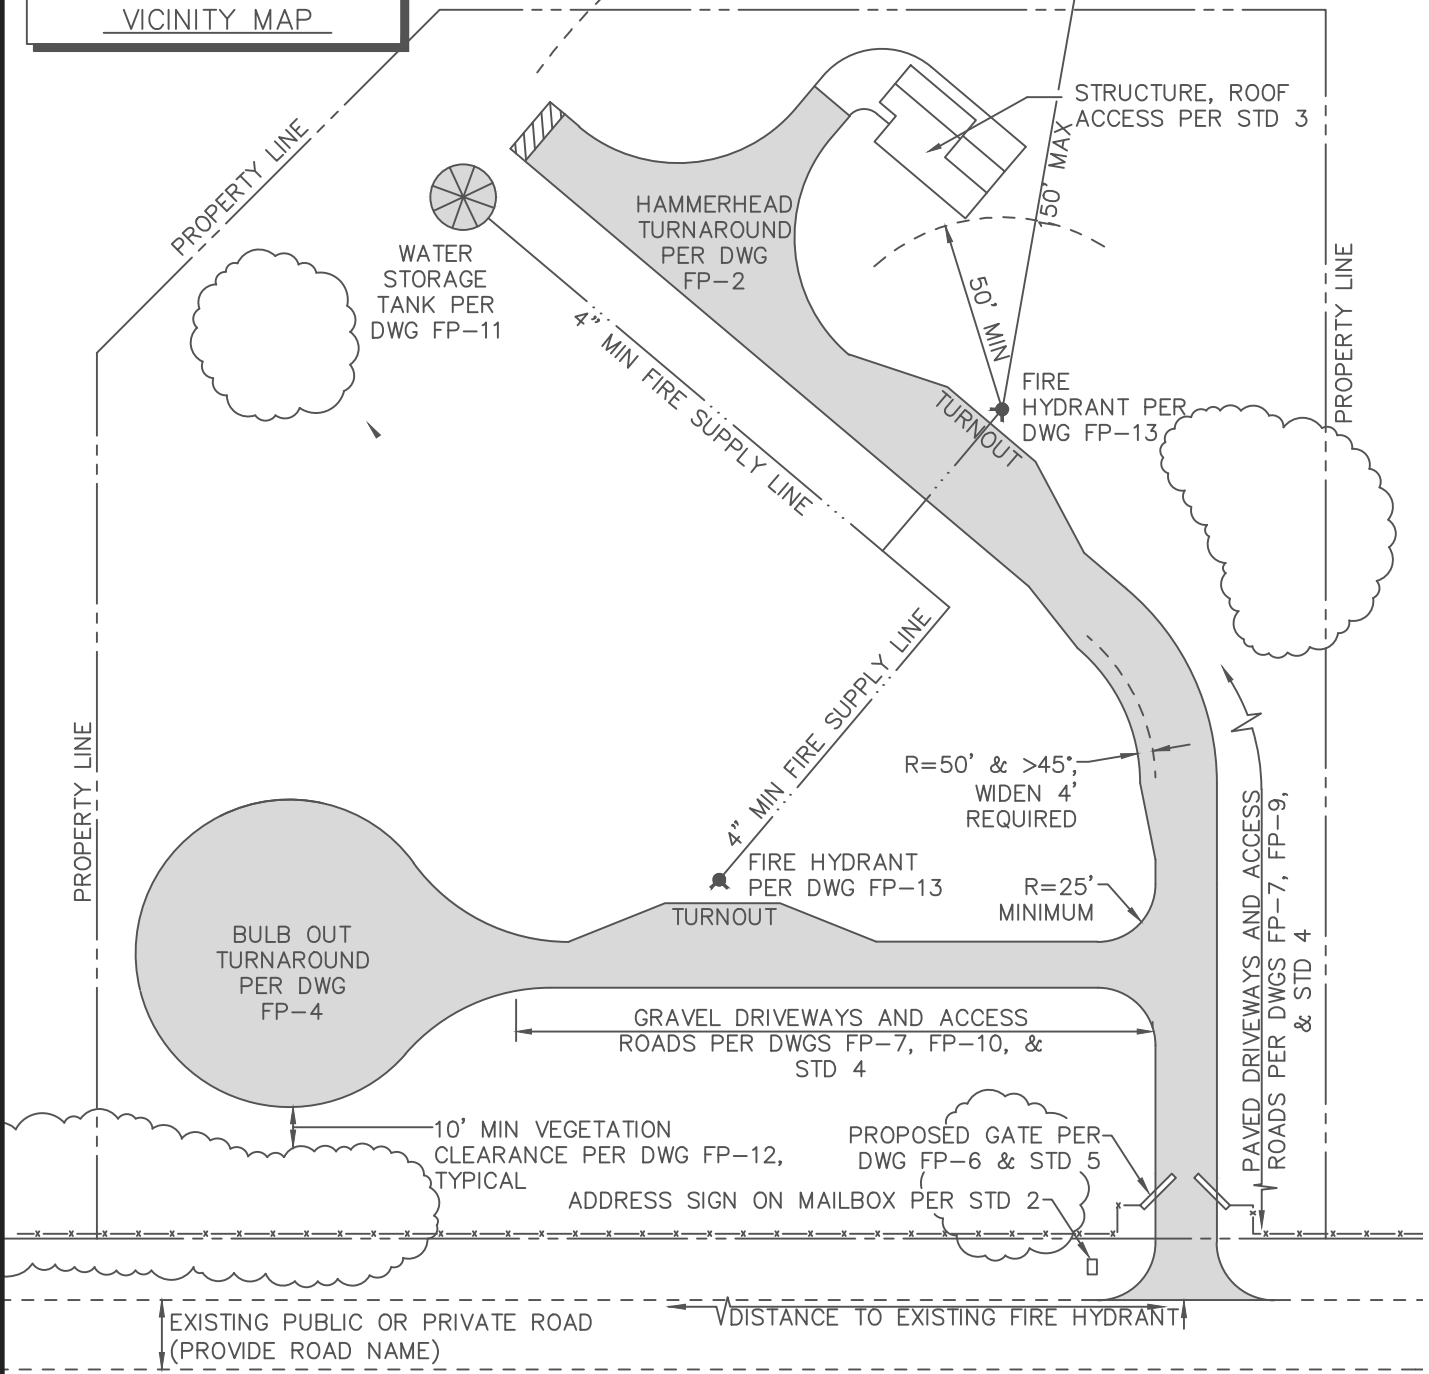 VICINITY MAP
STRUCTURE, ROOF
ACCESS PER STD 3
PROPERTY LINE
150' MAX
HAMMERHEAD
TURNAROUND
PER DWG
FP-2
WATER
STORAGE
TANK PER
DWG FP-11
50' MIN
PROPERTY LINE
4" MIN FIRE SUPPLY LINE
FIRE
HYDRANT PER
DWG FP-13
TURNOUT
4" MIN FIRE SUPPLY LINE
PROPERTY LINE
R=50' & >45°,
WIDEN 4'
REQUIRED
FIRE HYDRANT
PER DWG FP-13
R=25'
MINIMUM
TURNOUT
BULB OUT
TURNAROUND
PER DWG
FP-4
PAVED DRIVEWAYS AND ACCESS
ROADS PER DWGS FP-7, FP-9,
& STD 4
GRAVEL DRIVEWAYS AND ACCESS
ROADS PER DWGS FP-7, FP-10, &
STD 4
10' MIN VEGETATION
CLEARANCE PER DWG FP-12,
TYPICAL
PROPOSED GATE PER
DWG FP-6 & STD 5
ADDRESS SIGN ON MAILBOX PER STD 2
DISTANCE TO EXISTING FIRE HYDRANT
EXISTING PUBLIC OR PRIVATE ROAD
(PROVIDE ROAD NAME)